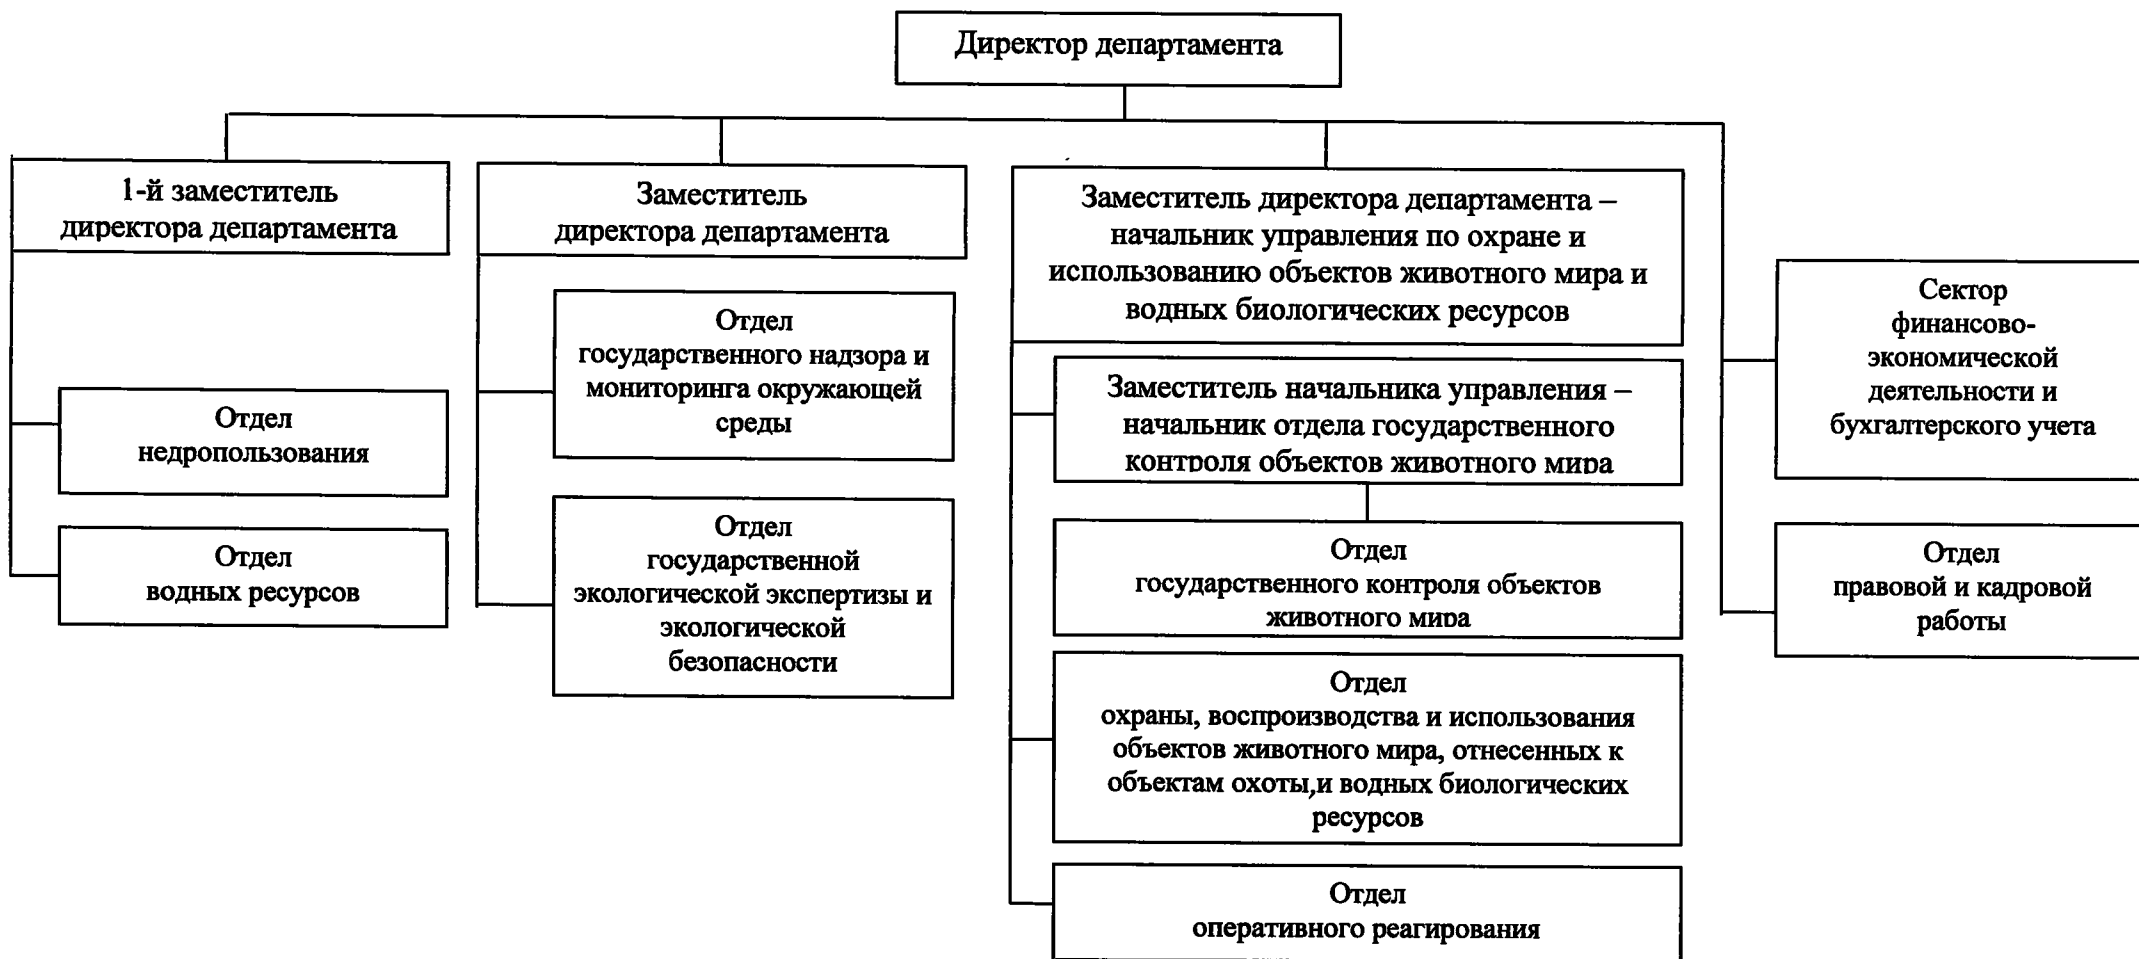 Директор департамента
1-й заместитель
директора департамента
Отдел
недропользования
Отдел
водных ресурсов
Заместитель
директора департамента
Отдел
государственного надзора и
мониторинга окружающей
среды
Отдел
государственной
экологической экспертизы и
экологической
безопасности
Заместитель директора департамента –
начальник управления по охране и
использованию объектов животного мира и
водных биологических ресурсов
Заместитель начальника управления –
начальник отдела государственного
контроля объектов животного мира
Отдел
государственного контроля объектов
животного мира
Отдел
охраны, воспроизводства и использования
объектов животного мира, отнесенных к
объектам охоты,и водных биологических
ресурсов
Отдел
оперативного реагирования
Сектор
финансово-
экономической
деятельности и
бухгалтерского учета
Отдел
правовой и кадровой
работы